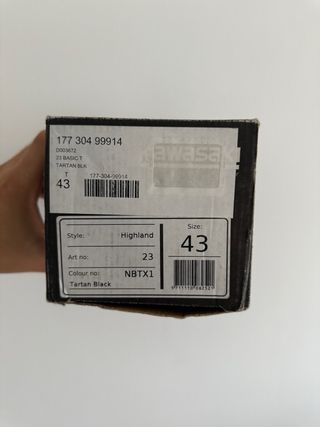 177 304 99914
D003672
23 BASIC T
TARTAN BLK
T
43
177-304-99914
Style: Highland
Art no: 23
Colour no: NBTX1
Tartan Black
Size:
43